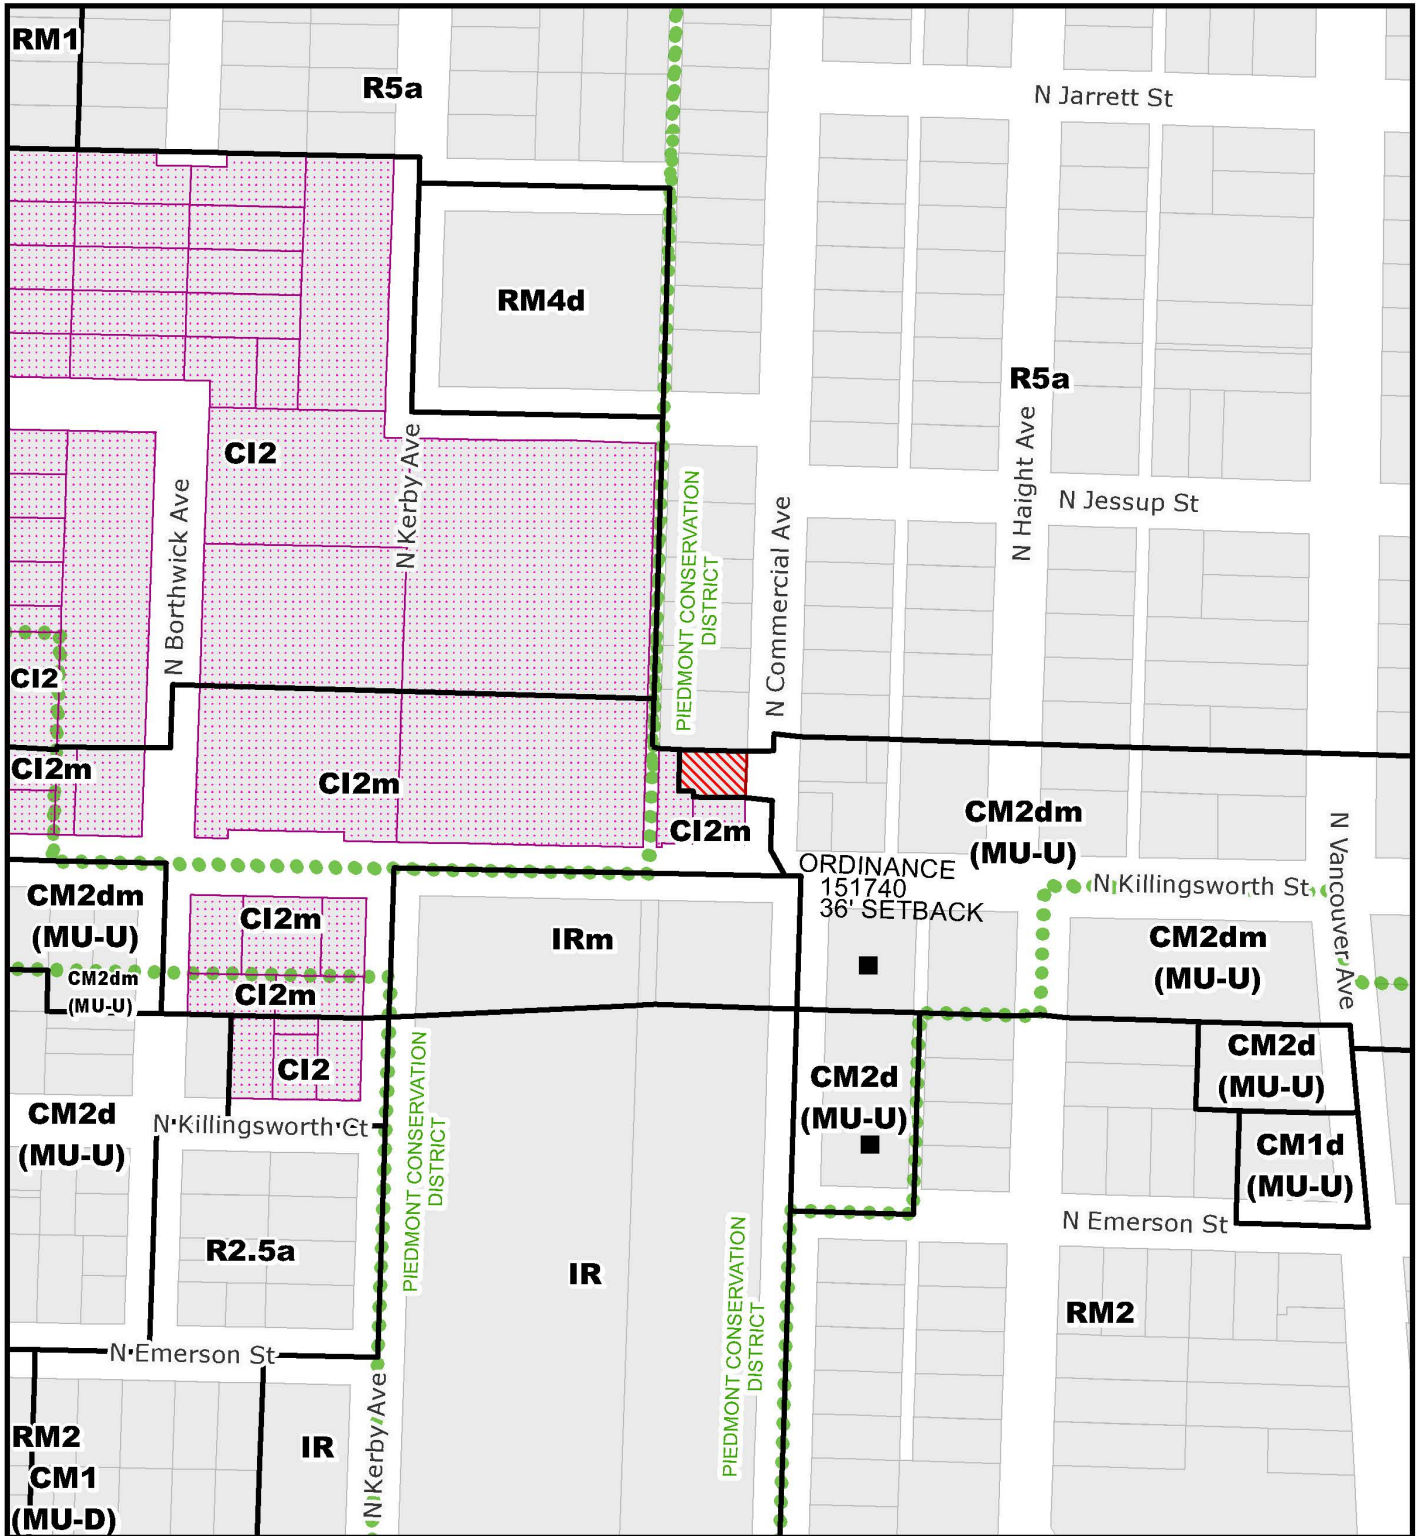 RM1
R5a
N Jarrett St
RM4d
R5a
CI2
N Kerby Ave
N Borthwick Ave
PIEDMONT CONSERVATION
DISTRICT
N Commercial Ave
N Haight Ave
N Jessup St
CI2
CI2m
CI2m
CI2m
CM2dm
(MU-U)
N Vancouver Ave
ORDINANCE
151740
36' SETBACK
N Killingsworth St
CM2dm
(MU-U)
CI2m
IRm
CM2dm
(MU-U)
CM2dm
(MU-U)
CI2m
CI2
CM2d
(MU-U)
CM2d
(MU-U)
CM2d
(MU-U)
N Killingsworth Ct
PIEDMONT CONSERVATION
DISTRICT
CM1d
(MU-U)
N Emerson St
R2.5a
IR
PIEDMONT CONSERVATION
DISTRICT
RM2
N Emerson St
N Kerby Ave
RM2
IR
CM1
(MU-D)